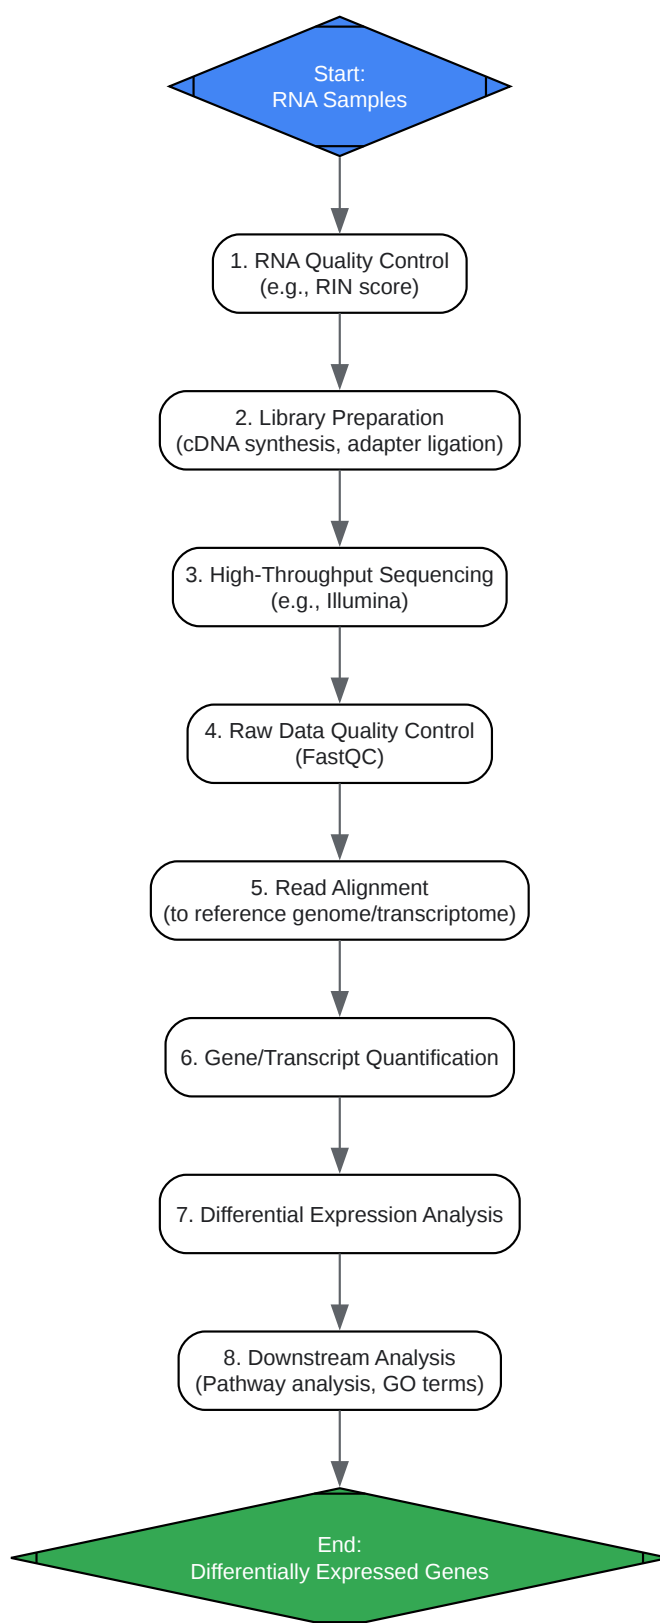 Start:
RNA Samples
1. RNA Quality Control
(e.g., RIN score)
2. Library Preparation
(cDNA synthesis, adapter ligation)
3. High-Throughput Sequencing
(e.g., Illumina)
4. Raw Data Quality Control
(FastQC)
5. Read Alignment
(to reference genome/transcriptome)
6. Gene/Transcript Quantification
7. Differential Expression Analysis
8. Downstream Analysis
(Pathway analysis, GO terms)
End:
Differentially Expressed Genes